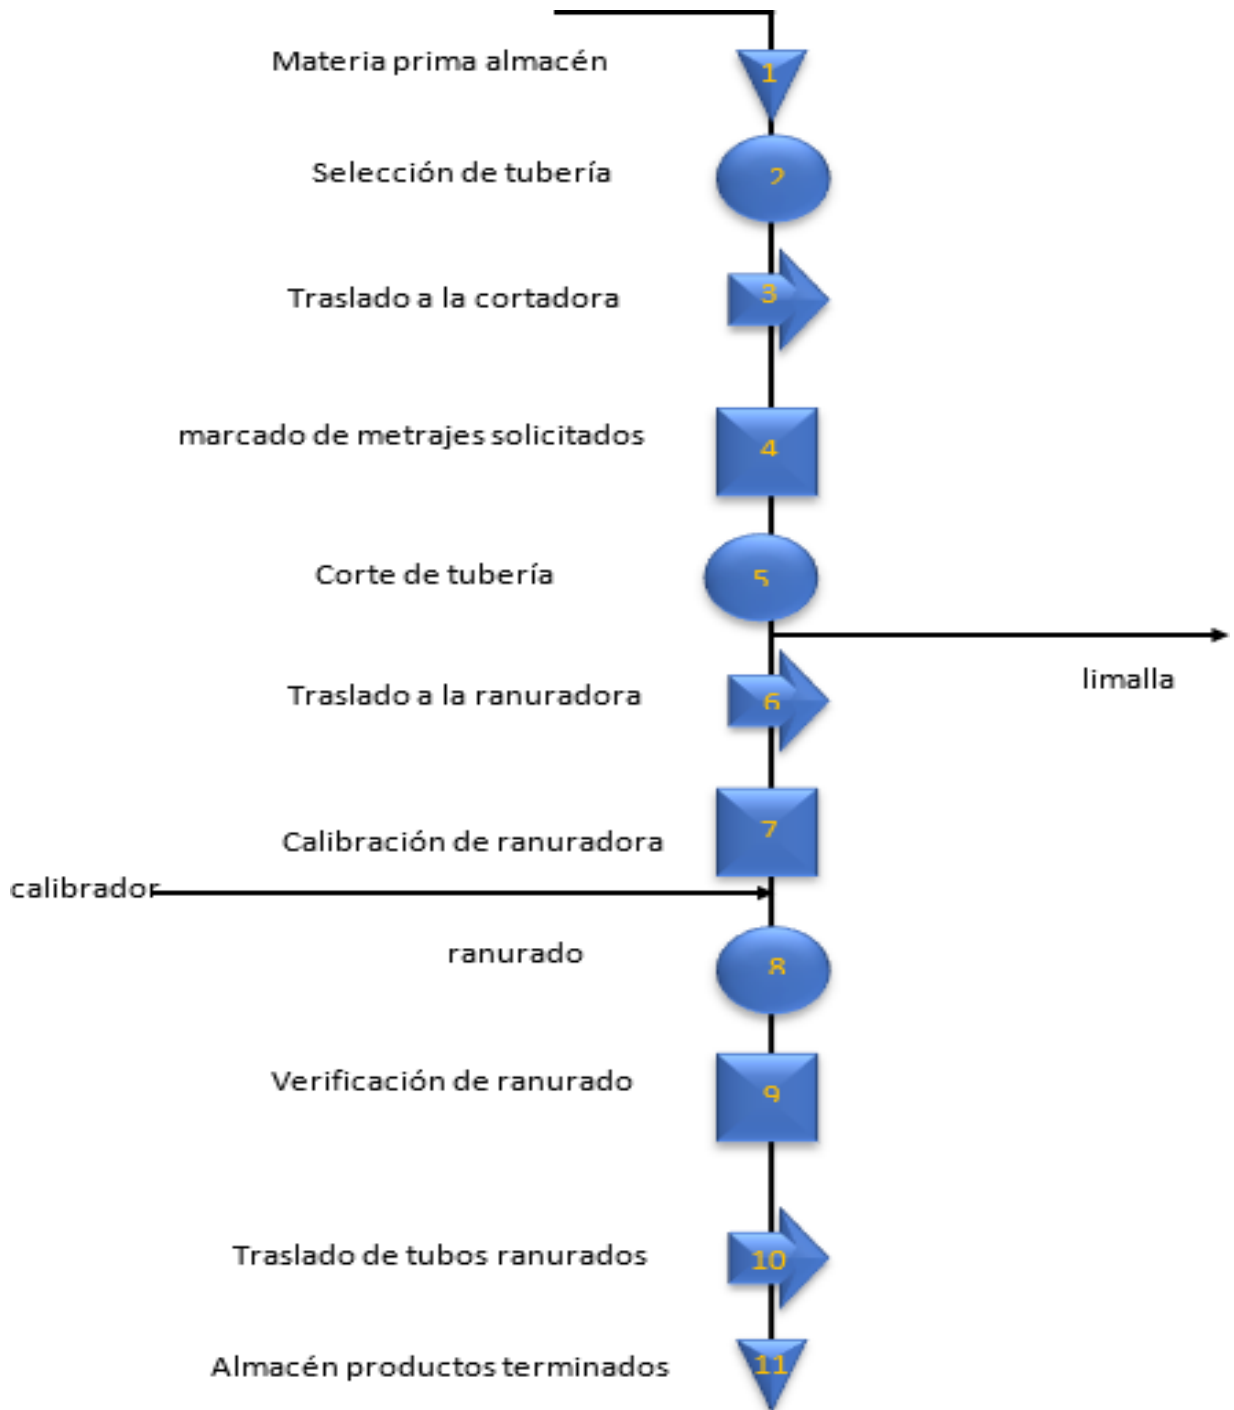 Materia prima almacén
1
Selección de tubería
2
Traslado a la cortadora
3
marcado de metrajes solicitados
4
Corte de tubería
5
limalla
Traslado a la ranuradora
6
Calibración de ranuradora
7
calibrador
ranurado
8
Verificación de ranurado
9
Traslado de tubos ranurados
10
Almacén productos terminados
11